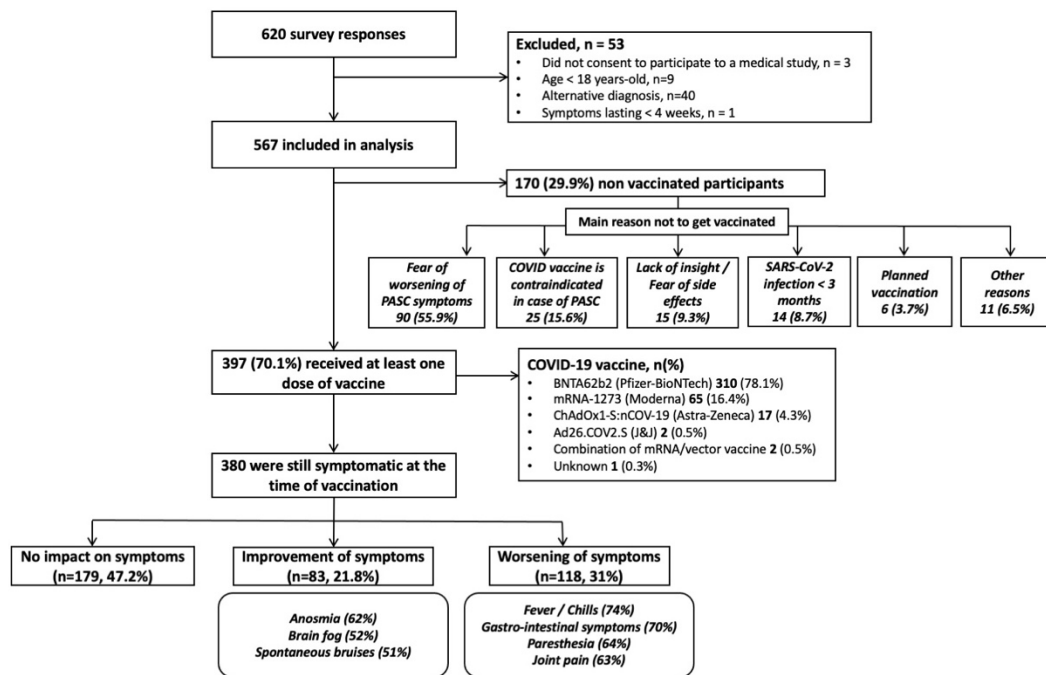 620 survey responses
Excluded, n = 53
• Did not consent to participate to a medical study, n = 3
• Age < 18 years-old, n=9
• Alternative diagnosis, n=40
• Symptoms lasting < 4 weeks, n = 1
567 included in analysis
170 (29.9%) non vaccinated participants
Main reason not to get vaccinated
Fear of
worsening of
PASC symptoms
90 (55.9%)
COVID vaccine is
contraindicated
in case of PASC
25 (15.6%)
Lack of insight /
Fear of side
effects
15 (9.3%)
SARS-CoV-2
infection < 3
months
14 (8.7%)
Planned
vaccination
6 (3.7%)
Other
reasons
11 (6.5%)
397 (70.1%) received at least one
dose of vaccine
COVID-19 vaccine, n(%)
• BNTA62b2 (Pfizer-BioNTech) 310 (78.1%)
• mRNA-1273 (Moderna) 65 (16.4%)
• ChAdOx1-S:nCOV-19 (Astra-Zeneca) 17 (4.3%)
• Ad26.COV2.S (J&J) 2 (0.5%)
• Combination of mRNA/vector vaccine 2 (0.5%)
• Unknown 1 (0.3%)
380 were still symptomatic at the
time of vaccination
No impact on symptoms
(n=179, 47.2%)
Improvement of symptoms
(n=83, 21.8%)
Worsening of symptoms
(n=118, 31%)
Anosmia (62%)
Brain fog (52%)
Spontaneous bruises (51%)
Fever / Chills (74%)
Gastro-intestinal symptoms (70%)
Paresthesia (64%)
Joint pain (63%)